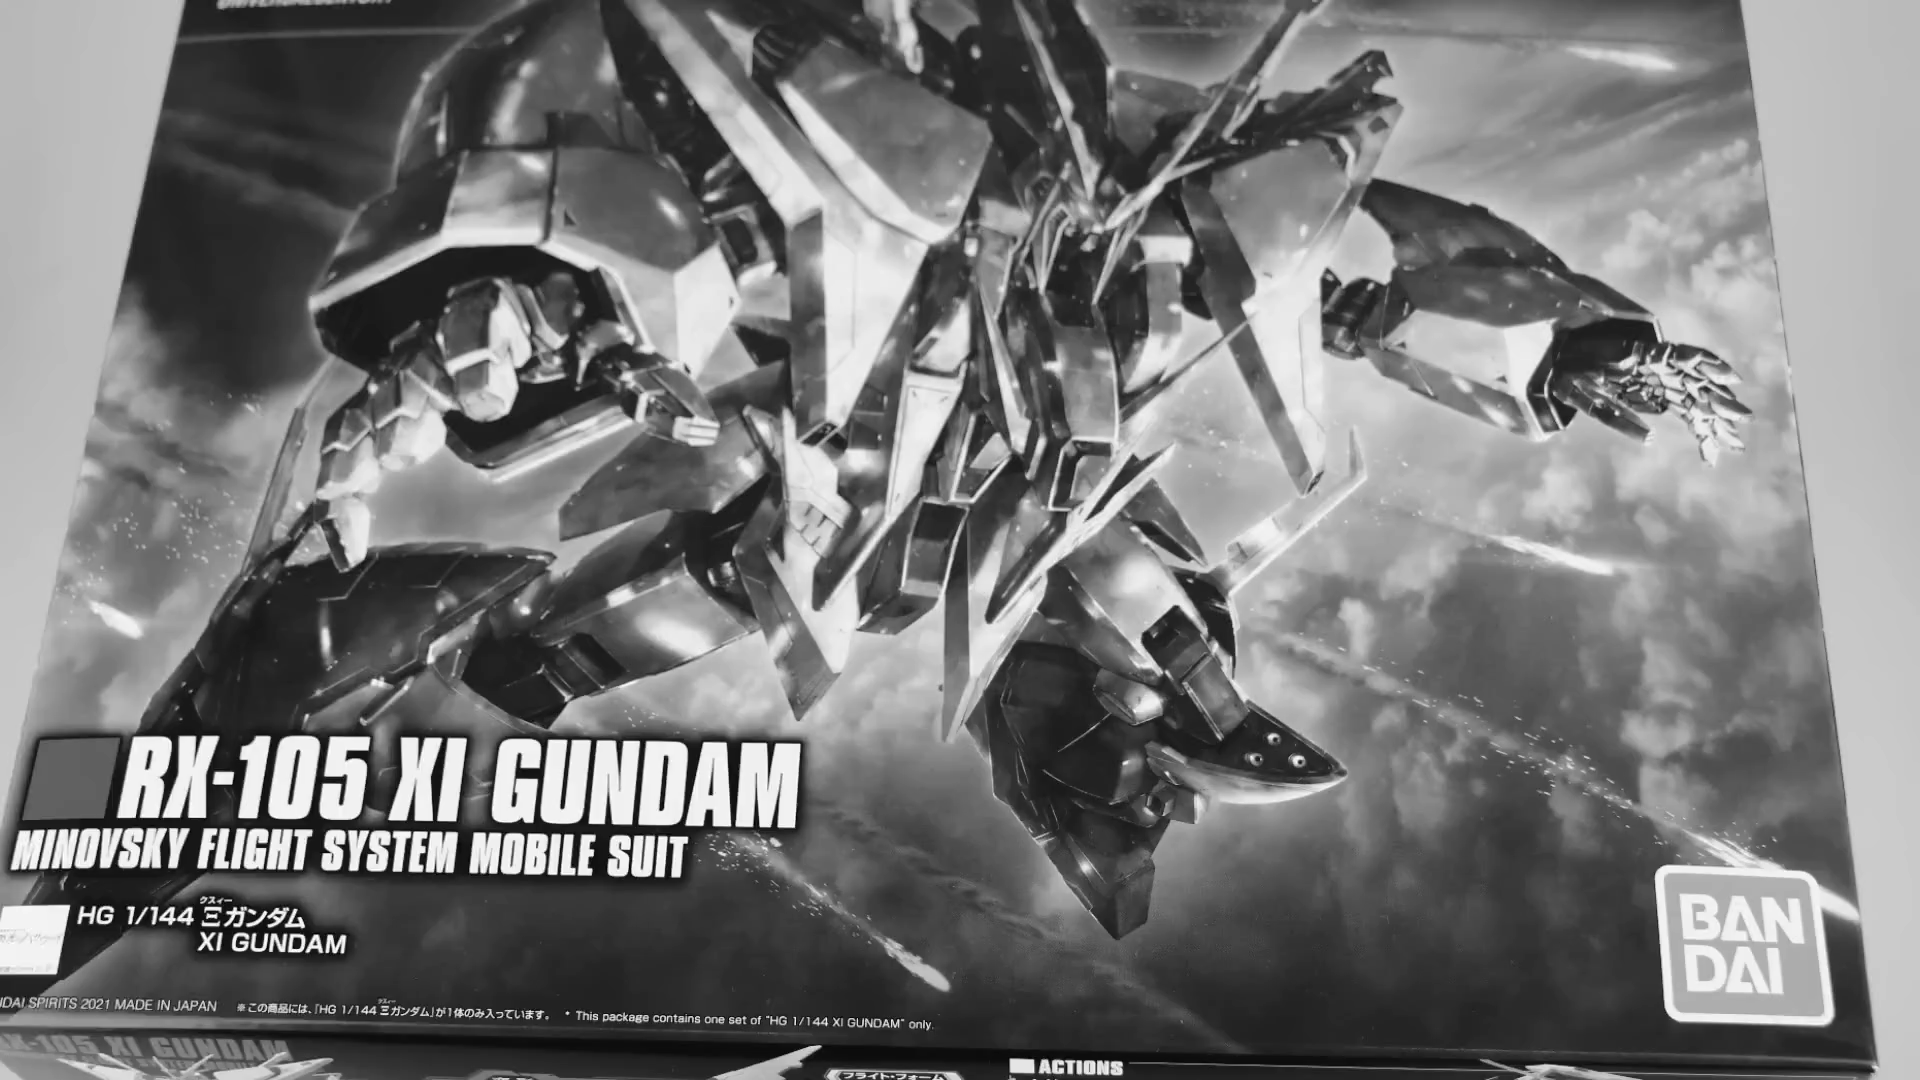 RX-105 XI GUNDAM
MINOVSKY FLIGHT SYSTEM MOBILE SUIT
クスィー
HG 1/144 Ξガンダム
XI GUNDAM
SPIRITS 2021 MADE IN JAPAN
クスィー
※この商品には、「HG 1/144 Ξガンダム」が1体のみ入っています。 * This package contains one set of "HG 1/144 XI GUNDAM" only.
BAN
DAI
RX-105 XI GUNDAM
フライト・フォーム
ACTIONS